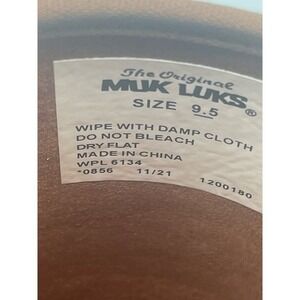 The Original
MUK LUKS®
SIZE 9.5
WIPE WITH DAMP CLOTH
DO NOT BLEACH
DRY FLAT
MADE IN CHINA
WPL 6134
*0856 11/21 1200180